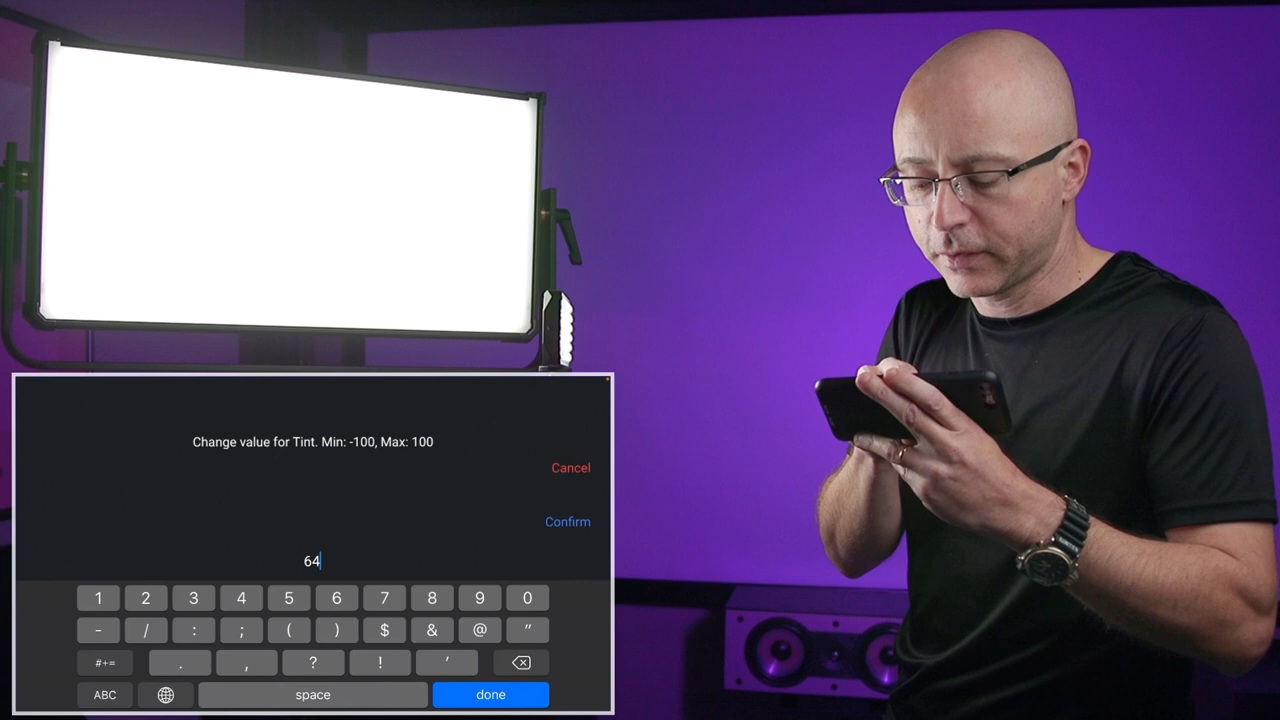 Change value for Tint. Min: -100, Max: 100
Cancel
Confirm
64
1 2 3 4 5 6 7 8 9 0
- / : ; ( ) $ & @ "
#+= . , ? ! '
ABC space done